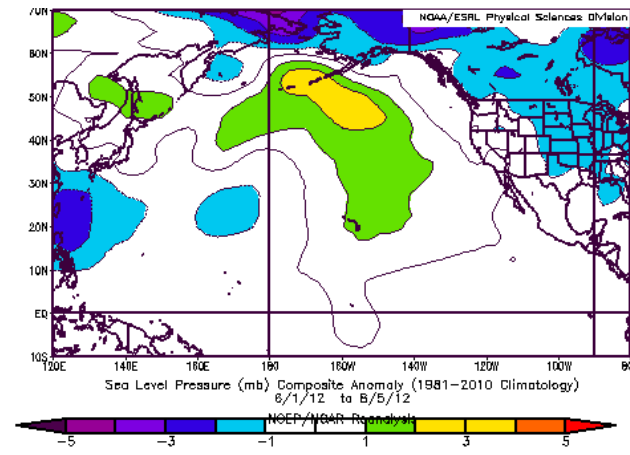 NOAA/ESRL Physical Sciences Division
70N
60N
50N
40N
30N
20N
10N
EQ
10S
120E 140E 160E 180 160W 140W 120W 100W 80
Sea Level Pressure (mb) Composite Anomaly (1981-2010 Climatology)
6/1/12 to 8/5/12
NCEP/NCAR Reanalysis
-5 -3 -1 1 3 5